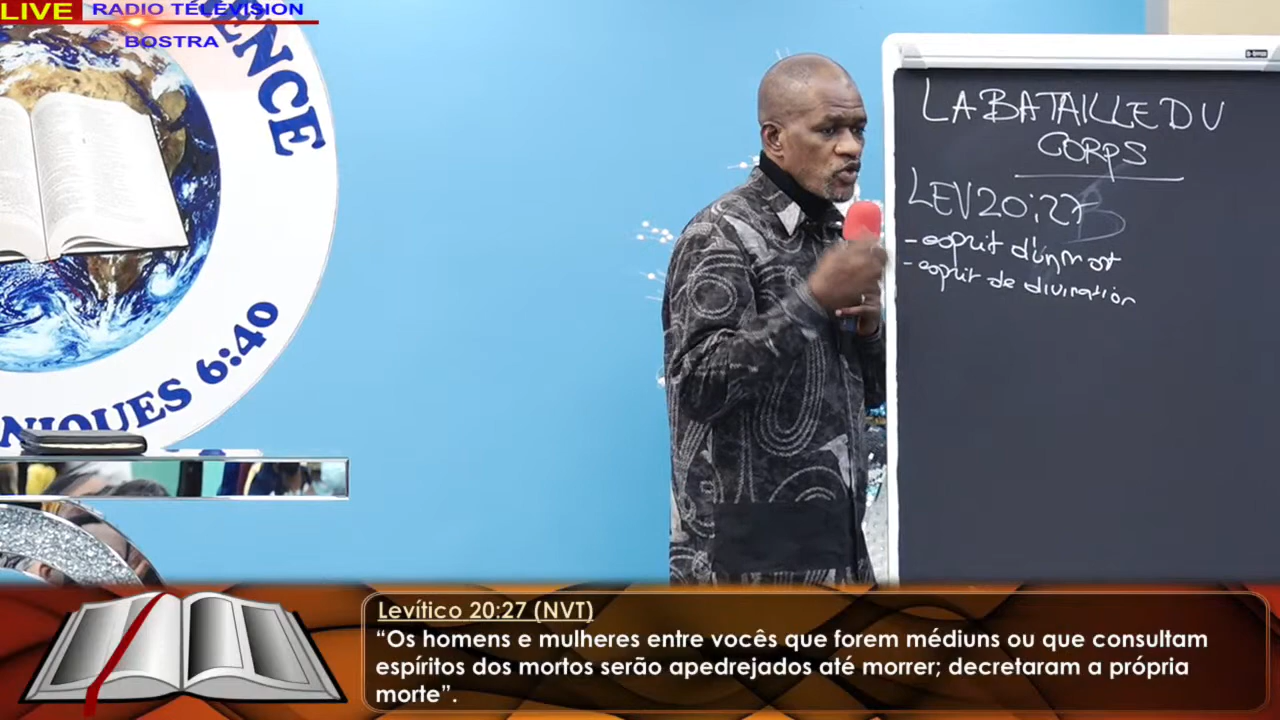 LIVE RADIO TÉLÉVISION
BOSTRA
ENCE
NIQUES 6:40
LA BATAILLE DU
CORPS
LEV 20:27
- esprit d'un mort
- esprit de divination
Levítico 20:27 (NVT)
“Os homens e mulheres entre vocês que forem médiuns ou que consultam
espíritos dos mortos serão apedrejados até morrer; decretaram a própria
morte”.